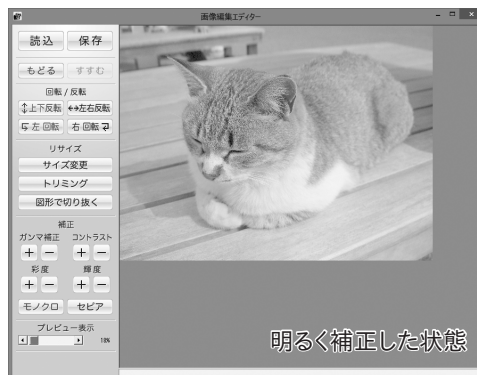 画像編集エディター
読込 保存
もどる すすむ
回転 / 反転
上下反転 左右反転
左回転 右回転
リサイズ
サイズ変更
トリミング
図形で切り抜く
補正
ガンマ補正 コントラスト
+ − + −
彩度 輝度
+ − + −
モノクロ セピア
プレビュー表示
18%
明るく補正した状態